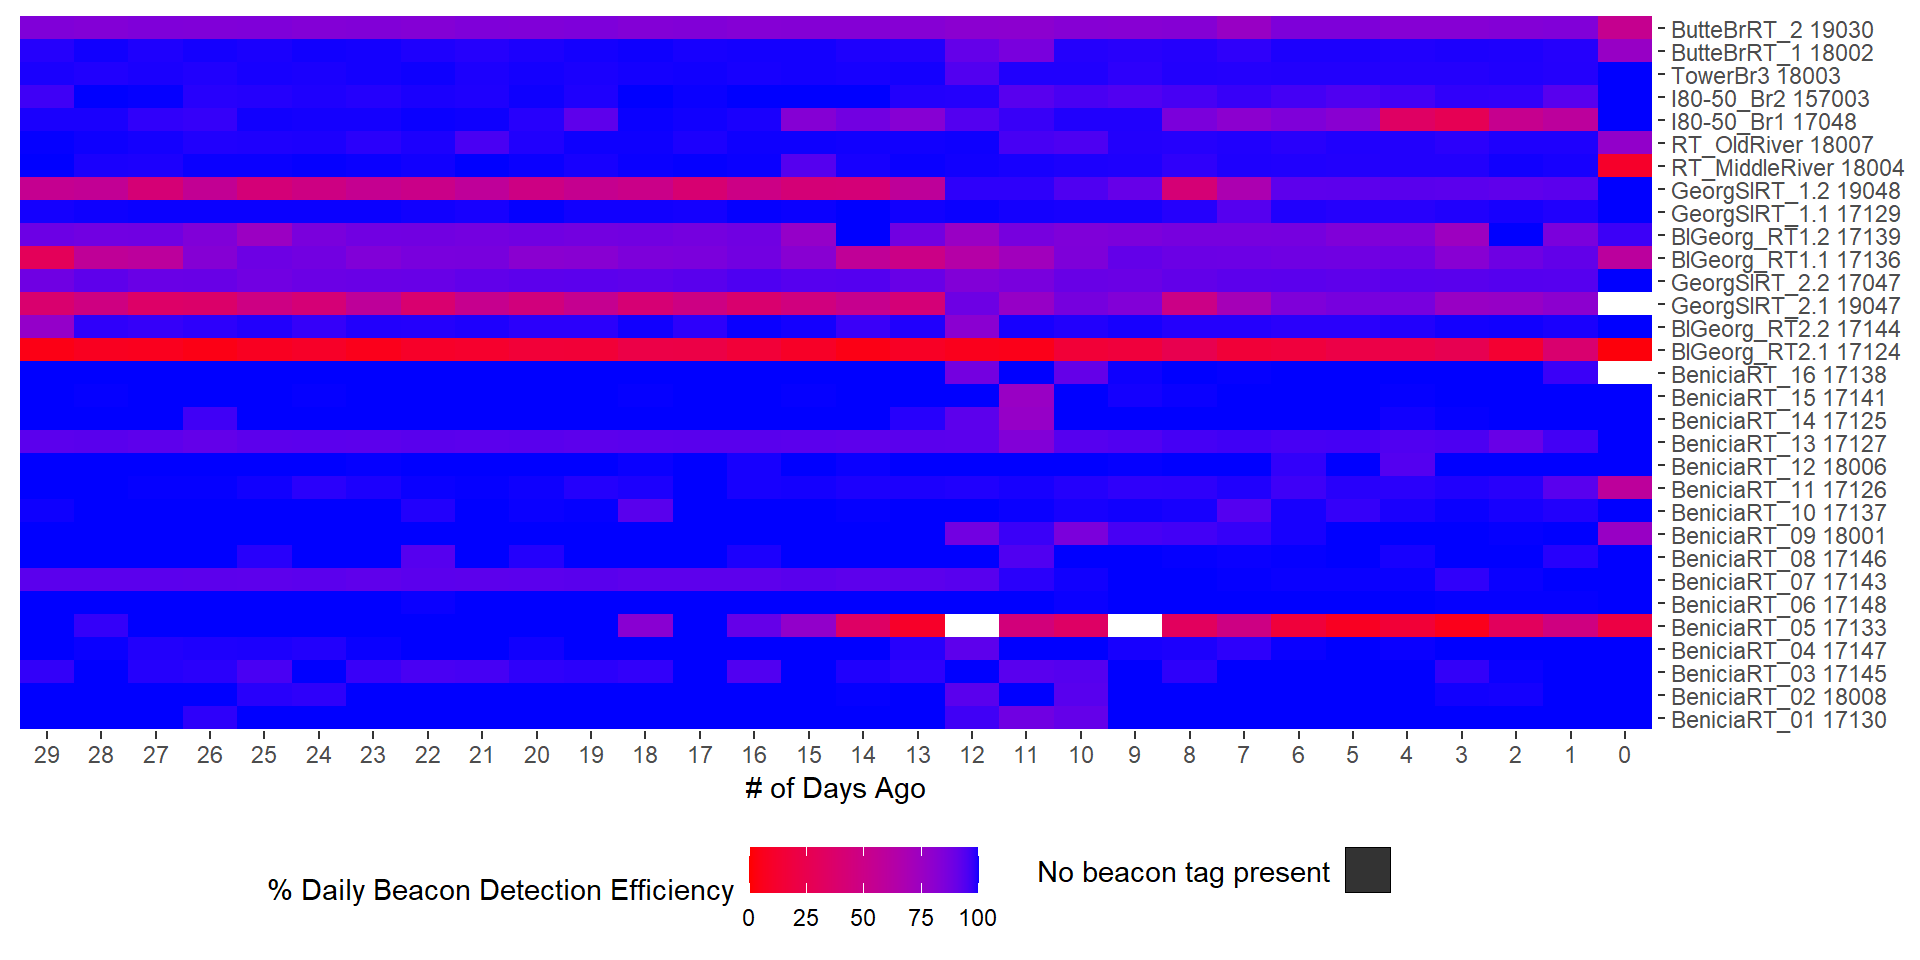 ButteBrRT_2 19030
ButteBrRT_1 18002
TowerBr3 18003
I80-50_Br2 157003
I80-50_Br1 17048
RT_OldRiver 18007
RT_MiddleRiver 18004
GeorgSlRT_1.2 19048
GeorgSlRT_1.1 17129
BlGeorg_RT1.2 17139
BlGeorg_RT1.1 17136
GeorgSlRT_2.2 17047
GeorgSlRT_2.1 19047
BlGeorg_RT2.2 17144
BlGeorg_RT2.1 17124
BeniciaRT_16 17138
BeniciaRT_15 17141
BeniciaRT_14 17125
BeniciaRT_13 17127
BeniciaRT_12 18006
BeniciaRT_11 17126
BeniciaRT_10 17137
BeniciaRT_09 18001
BeniciaRT_08 17146
BeniciaRT_07 17143
BeniciaRT_06 17148
BeniciaRT_05 17133
BeniciaRT_04 17147
BeniciaRT_03 17145
BeniciaRT_02 18008
BeniciaRT_01 17130
29 28 27 26 25 24 23 22 21 20 19 18 17 16 15 14 13 12 11 10 9 8 7 6 5 4 3 2 1 0
# of Days Ago
% Daily Beacon Detection Efficiency
0 25 50 75 100
No beacon tag present